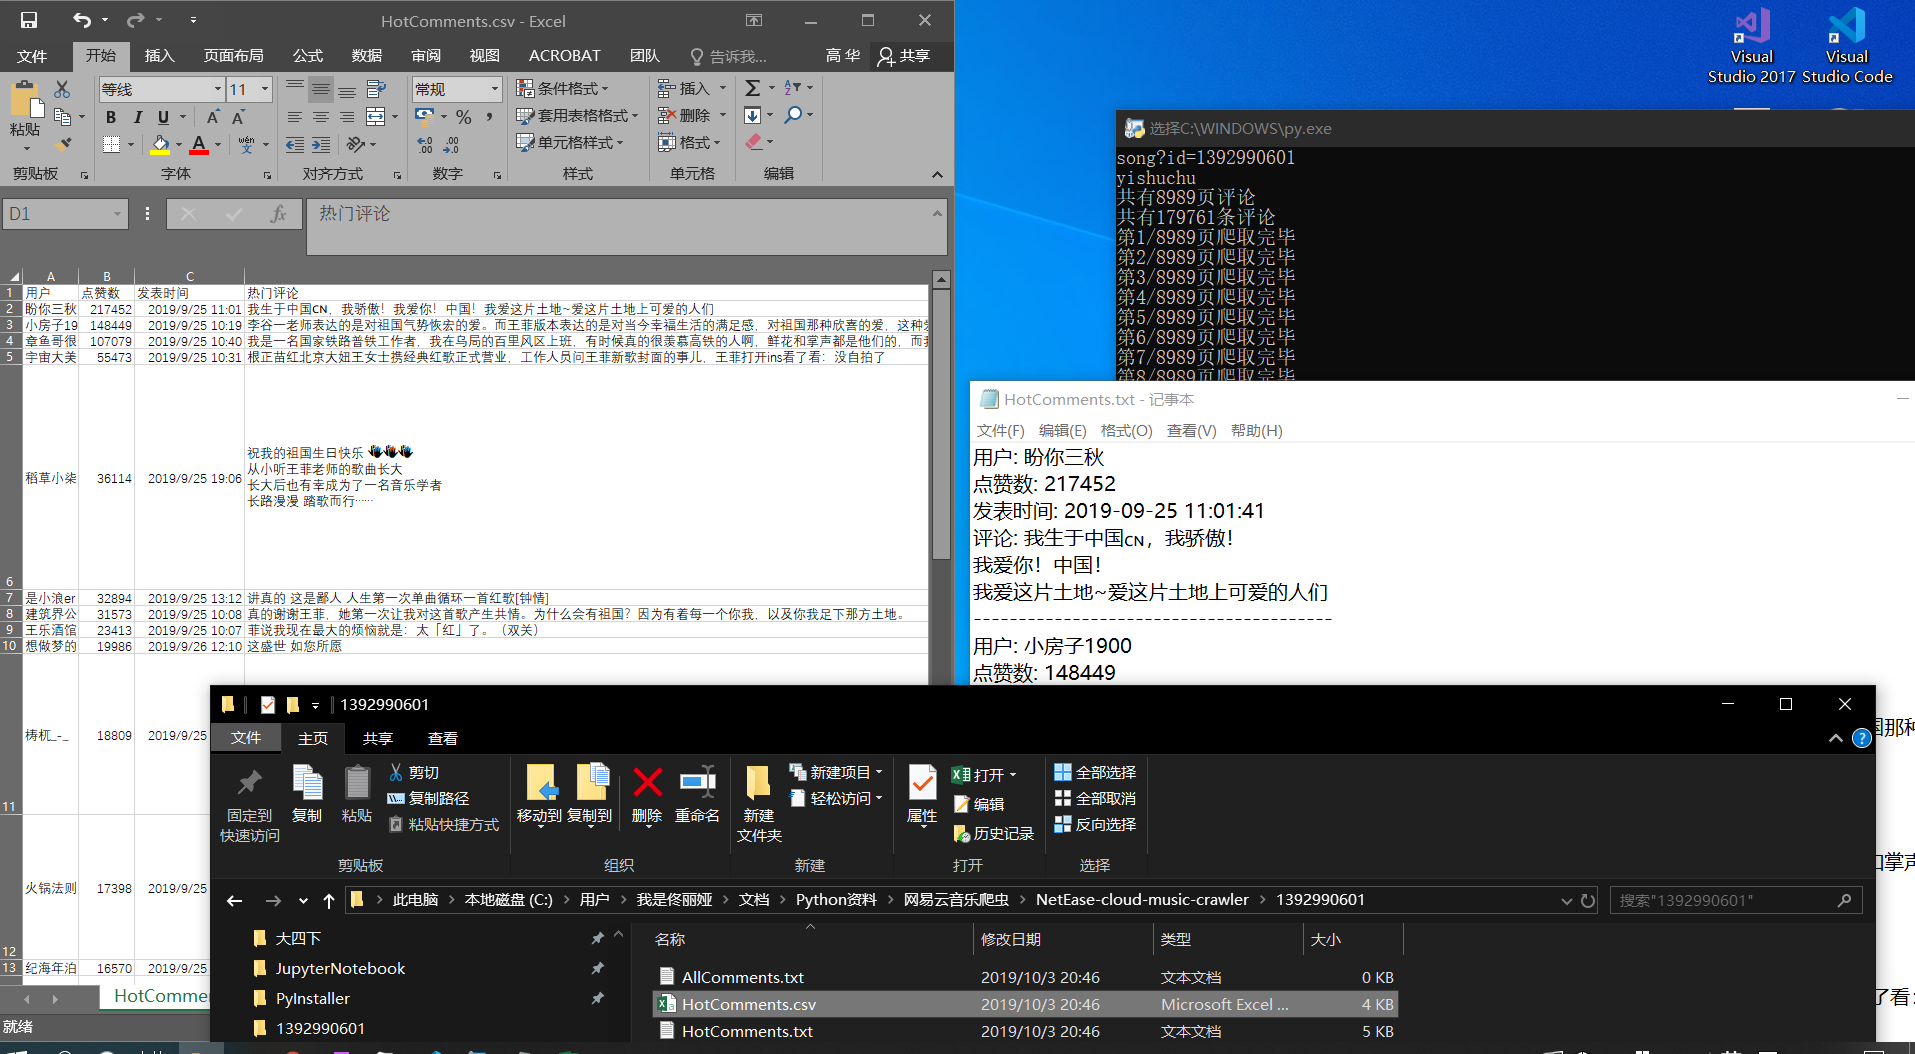 HotComments.csv - Excel
文件 开始 插入 页面布局 公式 数据 审阅 视图 ACROBAT 团队 告诉我... 高 华 共享
等线 11
常规
条件格式
套用表格格式
单元格样式
插入
删除
格式
粘贴
剪贴板 字体 对齐方式 数字 样式 单元格 编辑
D1 fx 热门评论
A B C
1 用户 点赞数 发表时间 热门评论
2 盼你三秋 217452 2019/9/25 11:01 我生于中国CN，我骄傲！我爱你！中国！我爱这片土地~爱这片土地上可爱的人们
3 小房子19 148449 2019/9/25 10:19 李谷一老师表达的是对祖国气势恢宏的爱。而王菲版本表达的是对当今幸福生活的满足感，对祖国那种欣喜的爱，这种
4 章鱼哥很 107079 2019/9/25 10:40 我是一名国家铁路普铁工作者，我在乌局的百里风区上班，有时候真的很羡慕高铁的人啊，鲜花和掌声都是他们的，而
5 宇宙大美 55473 2019/9/25 10:31 根正苗红北京大妞王女士携经典红歌正式营业，工作人员问王菲新歌封面的事儿，王菲打开ins看了看：没自拍了
6 稻草小柒 36114 2019/9/25 19:06 祝我的祖国生日快乐
从小听王菲老师的歌曲长大
长大后也有幸成为了一名音乐学者
长路漫漫 踏歌而行……
7 是小浪er 32894 2019/9/25 13:12 讲真的 这是鄙人 人生第一次单曲循环一首红歌[钟情]
8 建筑界公 31573 2019/9/25 10:08 真的谢谢王菲，她第一次让我对这首歌产生共情。为什么会有祖国？因为有着每一个你我，以及你我足下那方土地。
9 王乐酒馆 23413 2019/9/25 10:07 菲说我现在最大的烦恼就是：太「红」了。（双关）
10 想做梦的 19986 2019/9/26 12:10 这盛世 如您所愿
11 梼杌_-_ 18809 2019/9/25
12 火锅法则 17398 2019/9/25
13 纪海年泊 16570 2019/9/25
HotComme
就绪
Visual Studio 2017
Visual Studio Code
选择C:\WINDOWS\py.exe
song?id=1392990601
yishuchu
共有8989页评论
共有179761条评论
第1/8989页爬取完毕
第2/8989页爬取完毕
第3/8989页爬取完毕
第4/8989页爬取完毕
第5/8989页爬取完毕
第6/8989页爬取完毕
第7/8989页爬取完毕
第8/8989页爬取完毕
HotComments.txt - 记事本
文件(F) 编辑(E) 格式(O) 查看(V) 帮助(H)
用户: 盼你三秋
点赞数: 217452
发表时间: 2019-09-25 11:01:41
评论: 我生于中国CN，我骄傲！
我爱你！中国！
我爱这片土地~爱这片土地上可爱的人们
----------------------------------------
用户: 小房子1900
点赞数: 148449
国那种
和掌声
了看:
1392990601
文件 主页 共享 查看
固定到快速访问
复制
粘贴
剪切
复制路径
粘贴快捷方式
移动到
复制到
删除
重命名
新建文件夹
新建项目
轻松访问
属性
打开
编辑
历史记录
全部选择
全部取消
反向选择
剪贴板 组织 新建 打开 选择
此电脑 本地磁盘 (C:) 用户 我是佟丽娅 文档 Python资料 网易云音乐爬虫 NetEase-cloud-music-crawler 1392990601
搜索"1392990601"
大四下
JupyterNotebook
PyInstaller
1392990601
名称 修改日期 类型 大小
AllComments.txt 2019/10/3 20:46 文本文档 0 KB
HotComments.csv 2019/10/3 20:46 Microsoft Excel ... 4 KB
HotComments.txt 2019/10/3 20:46 文本文档 5 KB